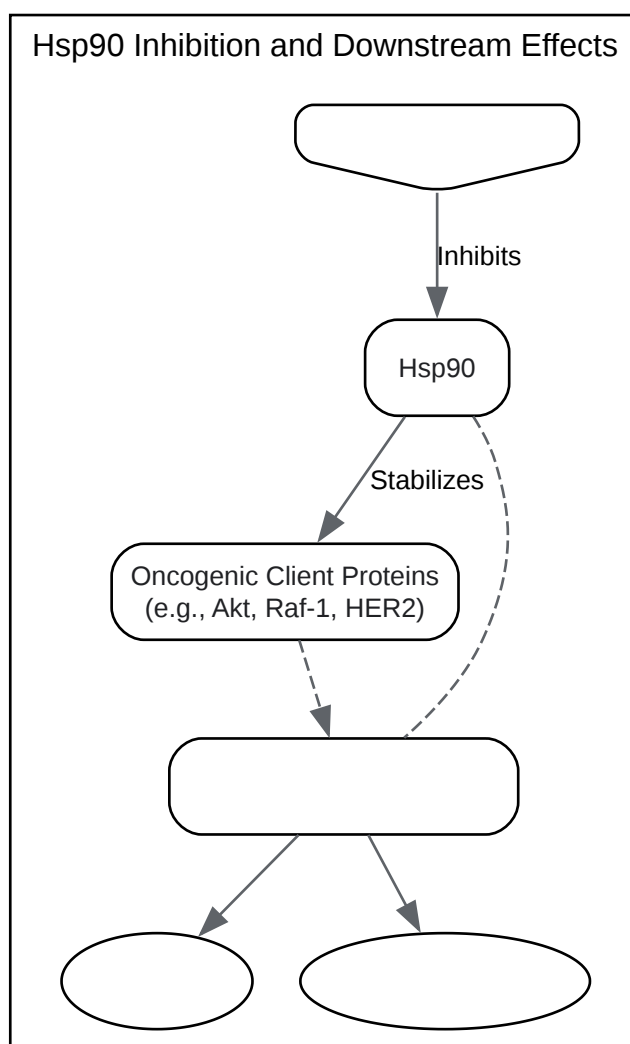 Hsp90 Inhibition and Downstream Effects
Inhibits
Hsp90
Stabilizes
Oncogenic Client Proteins
(e.g., Akt, Raf-1, HER2)